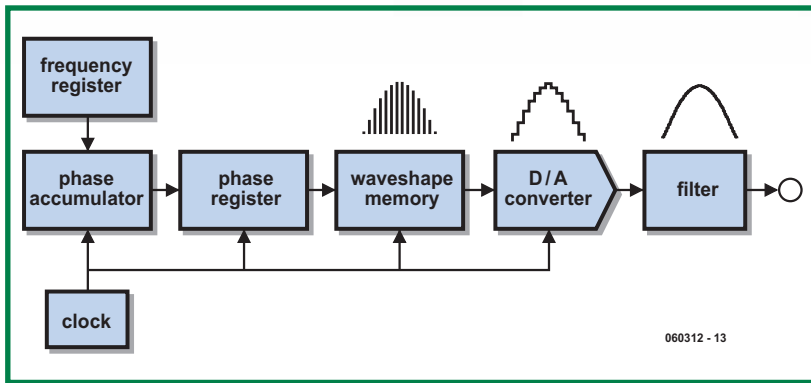 frequency
register
phase
accumulator
phase
register
waveshape
memory
D / A
converter
filter
clock
060312 - 13